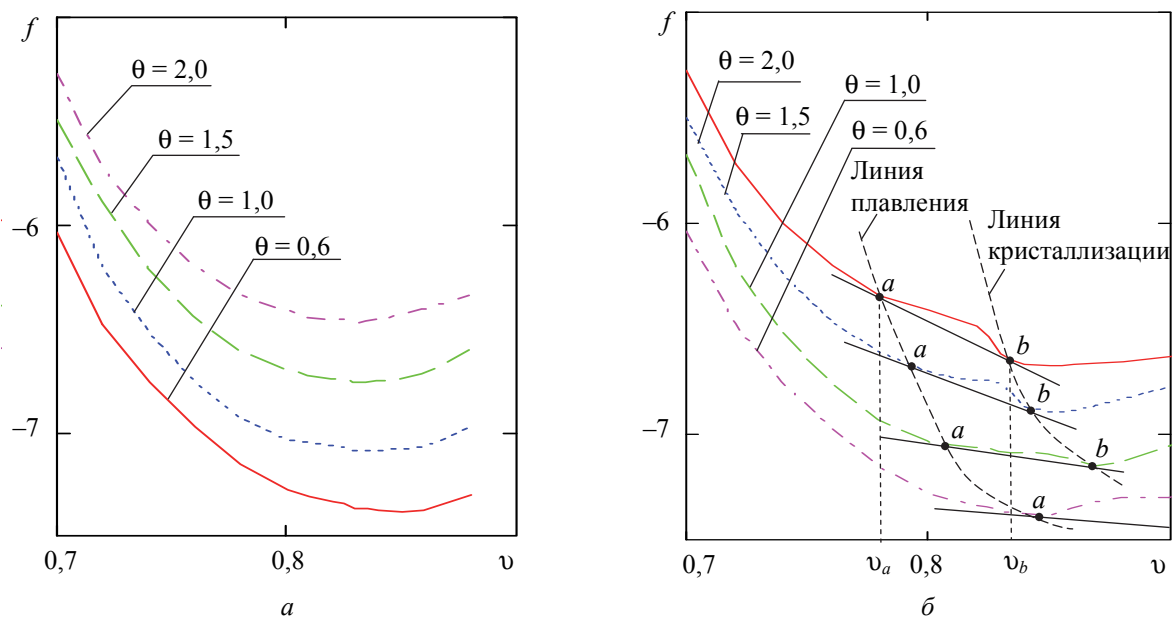 f
θ = 2,0
θ = 1,5
θ = 1,0
θ = 0,6
−6
−7
0,7
0,8
υ
а
f
θ = 2,0
θ = 1,0
θ = 1,5
θ = 0,6
Линия
плавления
Линия
кристаллизации
−6
−7
a
b
a
b
a
b
a
0,7
υa
0,8
υb
υ
б